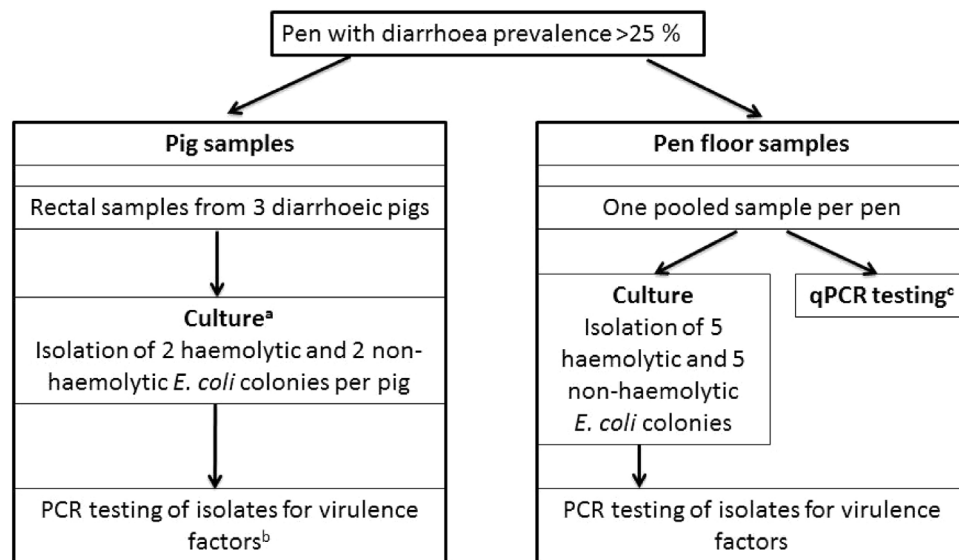 Pen with diarrhoea prevalence >25 %
Pig samples
Rectal samples from 3 diarrhoeic pigs
Cultureᵃ
Isolation of 2 haemolytic and 2 non-
haemolytic E. coli colonies per pig
PCR testing of isolates for virulence
factorsᵇ
Pen floor samples
One pooled sample per pen
Culture
Isolation of 5
haemolytic and 5
non-haemolytic
E. coli colonies
qPCR testingᶜ
PCR testing of isolates for virulence
factors